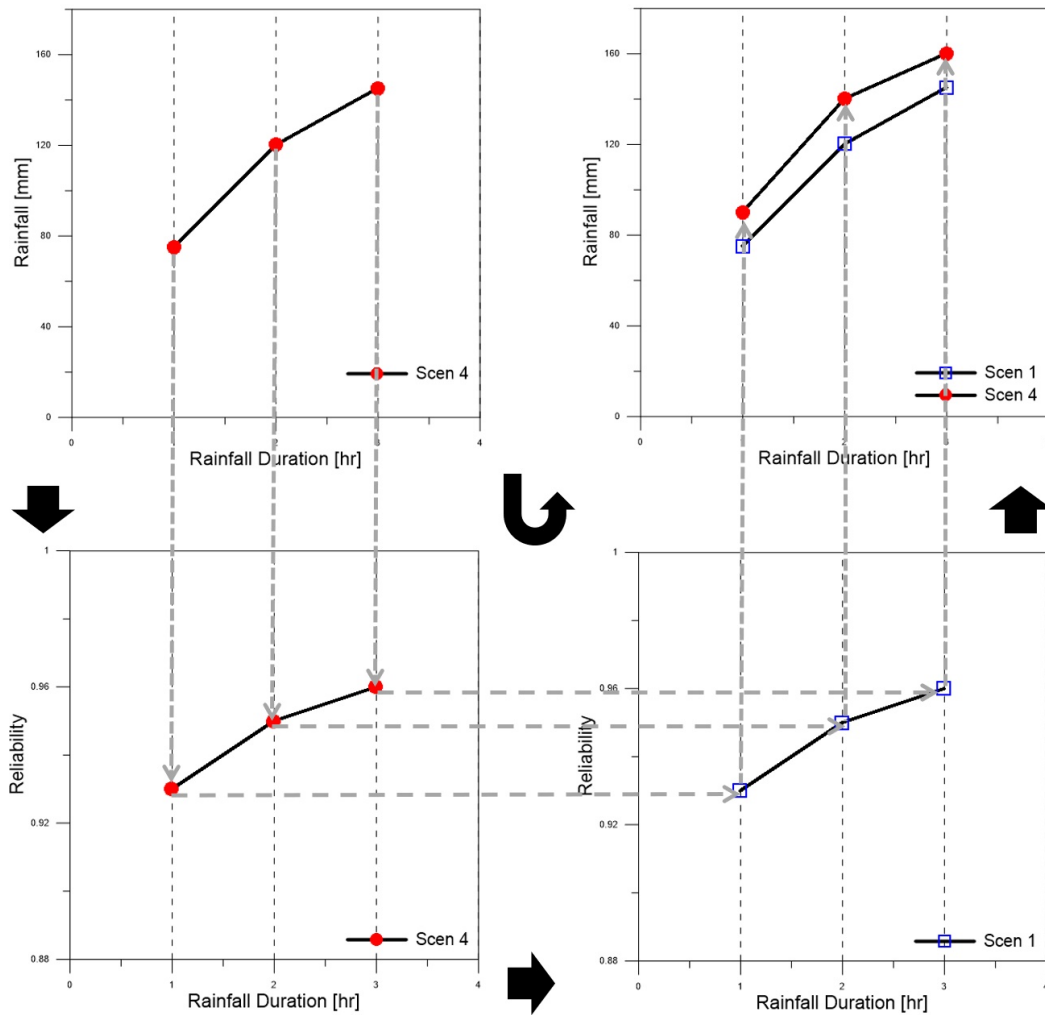 160
120
80
40
0
Rainfall [mm]
Scen 4
0 1 2 3 4
Rainfall Duration [hr]
160
120
80
40
0
Rainfall [mm]
Scen 1
Scen 4
0 1 2 3 4
Rainfall Duration [hr]
1
0.96
0.92
0.88
Reliability
Scen 4
0 1 2 3 4
Rainfall Duration [hr]
1
0.96
0.92
0.88
Reliability
Scen 1
0 1 2 3 4
Rainfall Duration [hr]